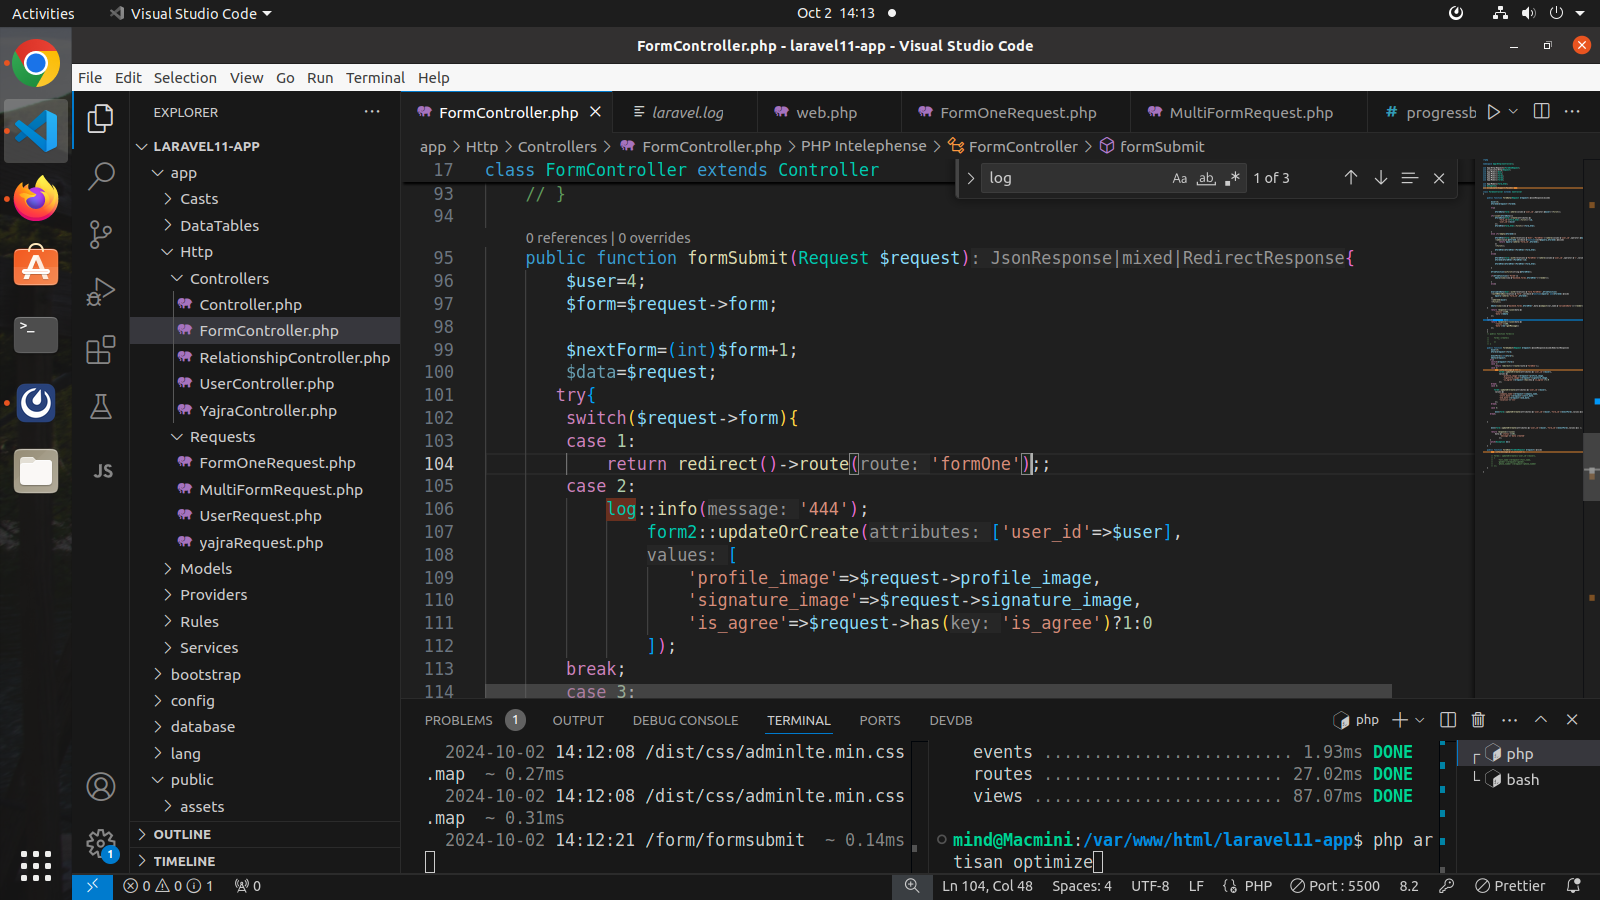 Activities
Visual Studio Code
Oct 2 14:13
FormController.php - laravel11-app - Visual Studio Code
File Edit Selection View Go Run Terminal Help
EXPLORER
LARAVEL11-APP
app
Casts
DataTables
Http
Controllers
Controller.php
FormController.php
RelationshipController.php
UserController.php
YajraController.php
Requests
FormOneRequest.php
MultiFormRequest.php
UserRequest.php
yajraRequest.php
Models
Providers
Rules
Services
bootstrap
config
database
lang
public
assets
OUTLINE
TIMELINE
JS
1
FormController.php
laravel.log
web.php
FormOneRequest.php
MultiFormRequest.php
# progressb
app > Http > Controllers > FormController.php > PHP Intelephense > FormController > formSubmit
log
Aa ab
1 of 3
17 class FormController extends Controller
93 // }
94
0 references | 0 overrides
95 public function formSubmit(Request $request): JsonResponse|mixed|RedirectResponse{
96 $user=4;
97 $form=$request->form;
98
99 $nextForm=(int)$form+1;
100 $data=$request;
101 try{
102 switch($request->form){
103 case 1:
104 return redirect()->route(route: 'formOne');;
105 case 2:
106 log::info(message: '444');
107 form2::updateOrCreate(attributes: ['user_id'=>$user],
108 values: [
109 'profile_image'=>$request->profile_image,
110 'signature_image'=>$request->signature_image,
111 'is_agree'=>$request->has(key: 'is_agree')?1:0
112 ]);
113 break;
114 case 3:
PROBLEMS 1 OUTPUT DEBUG CONSOLE TERMINAL PORTS DEVDB
php
2024-10-02 14:12:08 /dist/css/adminlte.min.css
.map ~ 0.27ms
2024-10-02 14:12:08 /dist/css/adminlte.min.css
.map ~ 0.31ms
2024-10-02 14:12:21 /form/formsubmit ~ 0.14ms
events .......................... 1.93ms DONE
routes ......................... 27.02ms DONE
views .......................... 87.07ms DONE
mind@Macmini:/var/www/html/laravel11-app$ php ar
tisan optimize
php
bash
0 0 1 0
Ln 104, Col 48 Spaces: 4 UTF-8 LF PHP Port : 5500 8.2 Prettier